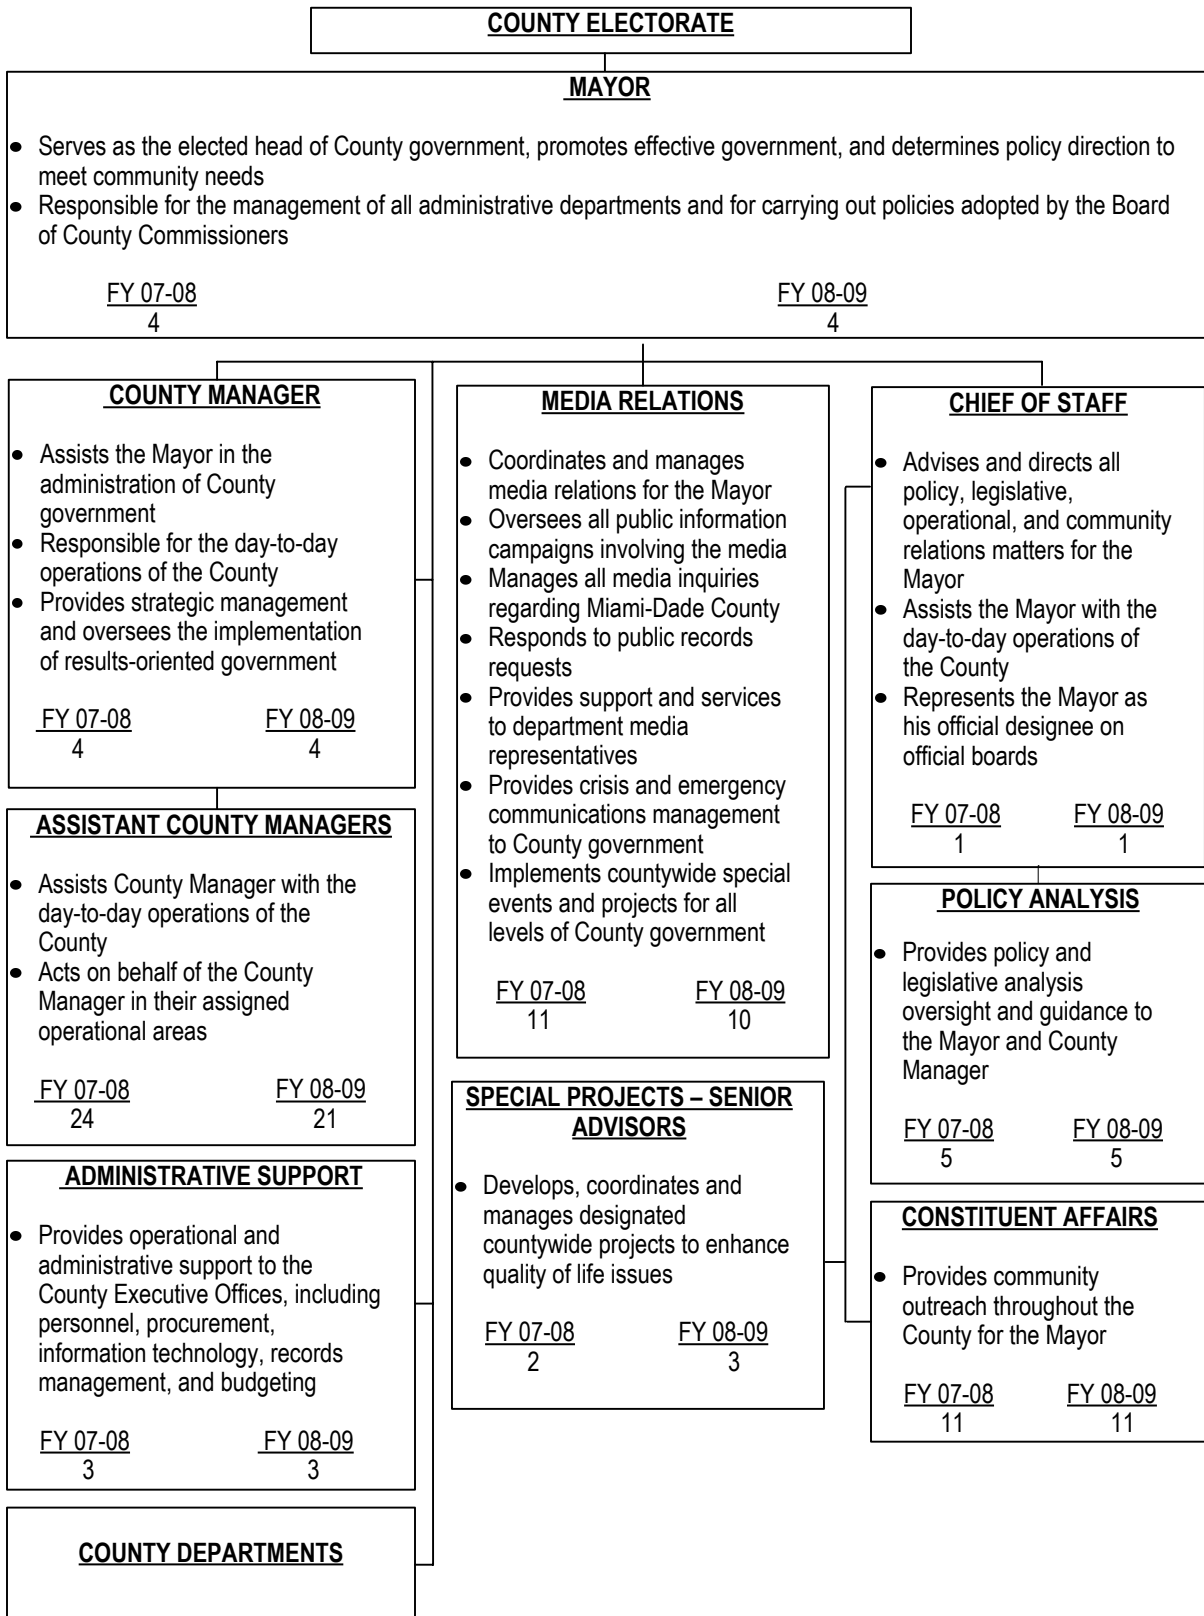 COUNTY ELECTORATE
MAYOR
• Serves as the elected head of County government, promotes effective government, and determines policy direction to
meet community needs
• Responsible for the management of all administrative departments and for carrying out policies adopted by the Board
of County Commissioners
FY 07-08 FY 08-09
4 4
COUNTY MANAGER
• Assists the Mayor in the
administration of County
government
• Responsible for the day-to-day
operations of the County
• Provides strategic management
and oversees the implementation
of results-oriented government
FY 07-08 FY 08-09
4 4
ASSISTANT COUNTY MANAGERS
• Assists County Manager with the
day-to-day operations of the
County
• Acts on behalf of the County
Manager in their assigned
operational areas
FY 07-08 FY 08-09
24 21
ADMINISTRATIVE SUPPORT
• Provides operational and
administrative support to the
County Executive Offices, including
personnel, procurement,
information technology, records
management, and budgeting
FY 07-08 FY 08-09
3 3
COUNTY DEPARTMENTS
MEDIA RELATIONS
• Coordinates and manages
media relations for the Mayor
• Oversees all public information
campaigns involving the media
• Manages all media inquiries
regarding Miami-Dade County
• Responds to public records
requests
• Provides support and services
to department media
representatives
• Provides crisis and emergency
communications management
to County government
• Implements countywide special
events and projects for all
levels of County government
FY 07-08 FY 08-09
11 10
SPECIAL PROJECTS – SENIOR
ADVISORS
• Develops, coordinates and
manages designated
countywide projects to enhance
quality of life issues
FY 07-08 FY 08-09
2 3
CHIEF OF STAFF
• Advises and directs all
policy, legislative,
operational, and community
relations matters for the
Mayor
• Assists the Mayor with the
day-to-day operations of
the County
• Represents the Mayor as
his official designee on
official boards
FY 07-08 FY 08-09
1 1
POLICY ANALYSIS
• Provides policy and
legislative analysis
oversight and guidance to
the Mayor and County
Manager
FY 07-08 FY 08-09
5 5
CONSTITUENT AFFAIRS
• Provides community
outreach throughout the
County for the Mayor
FY 07-08 FY 08-09
11 11